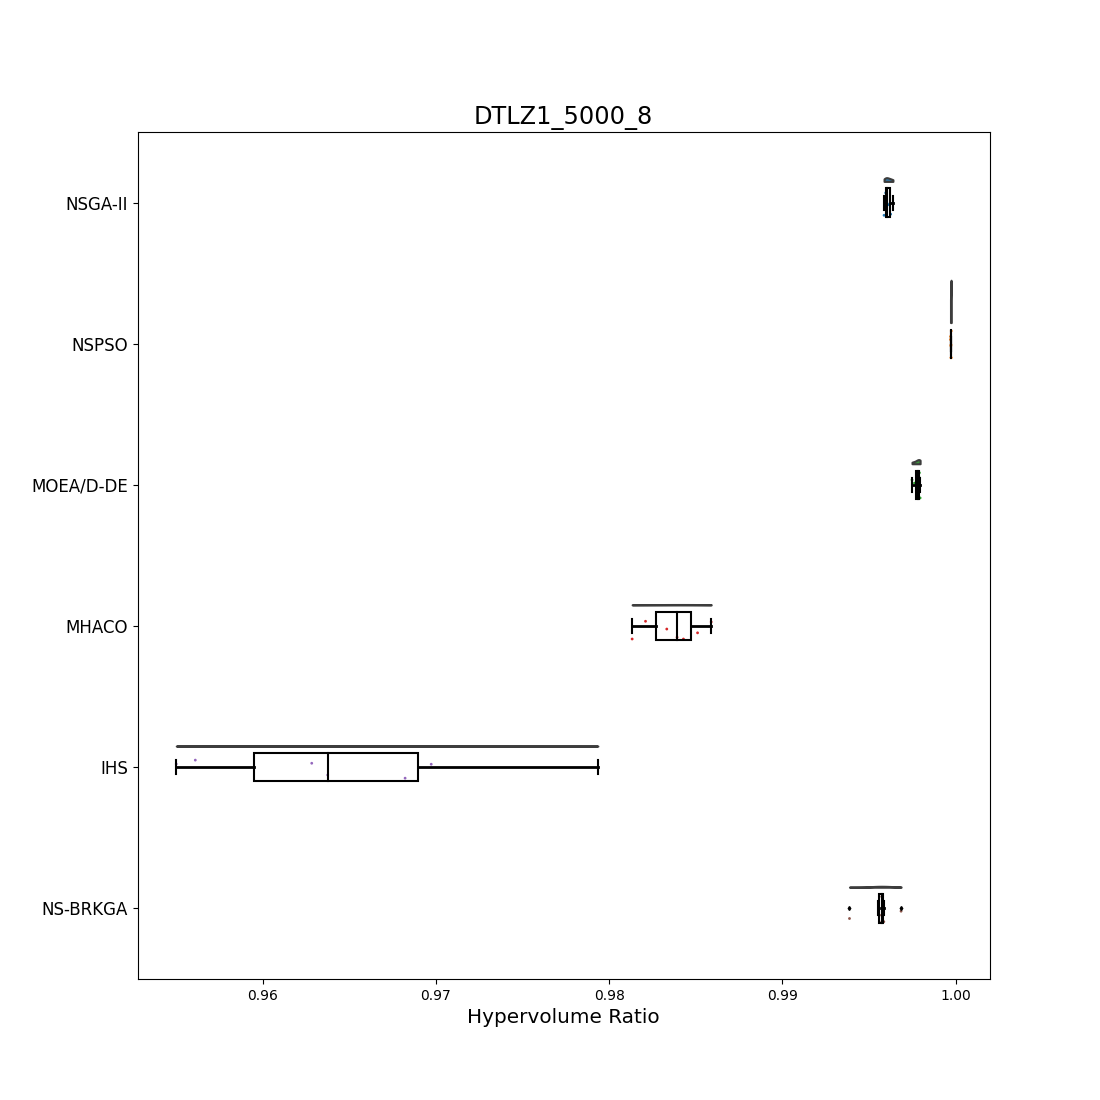 DTLZ1_5000_8
NSGA-II
NSPSO
MOEA/D-DE
MHACO
IHS
NS-BRKGA
0.96 0.97 0.98 0.99 1.00
Hypervolume Ratio